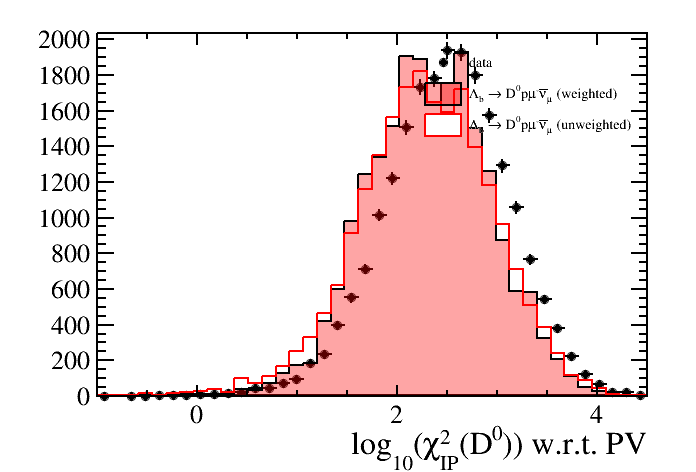 2000
1800
1600
1400
1200
1000
800
600
400
200
0
data
Λb → D⁰pμ ν̄μ (weighted)
Λb → D⁰pμ ν̄μ (unweighted)
0 2 4
log₁₀(χ²IP(D⁰)) w.r.t. PV